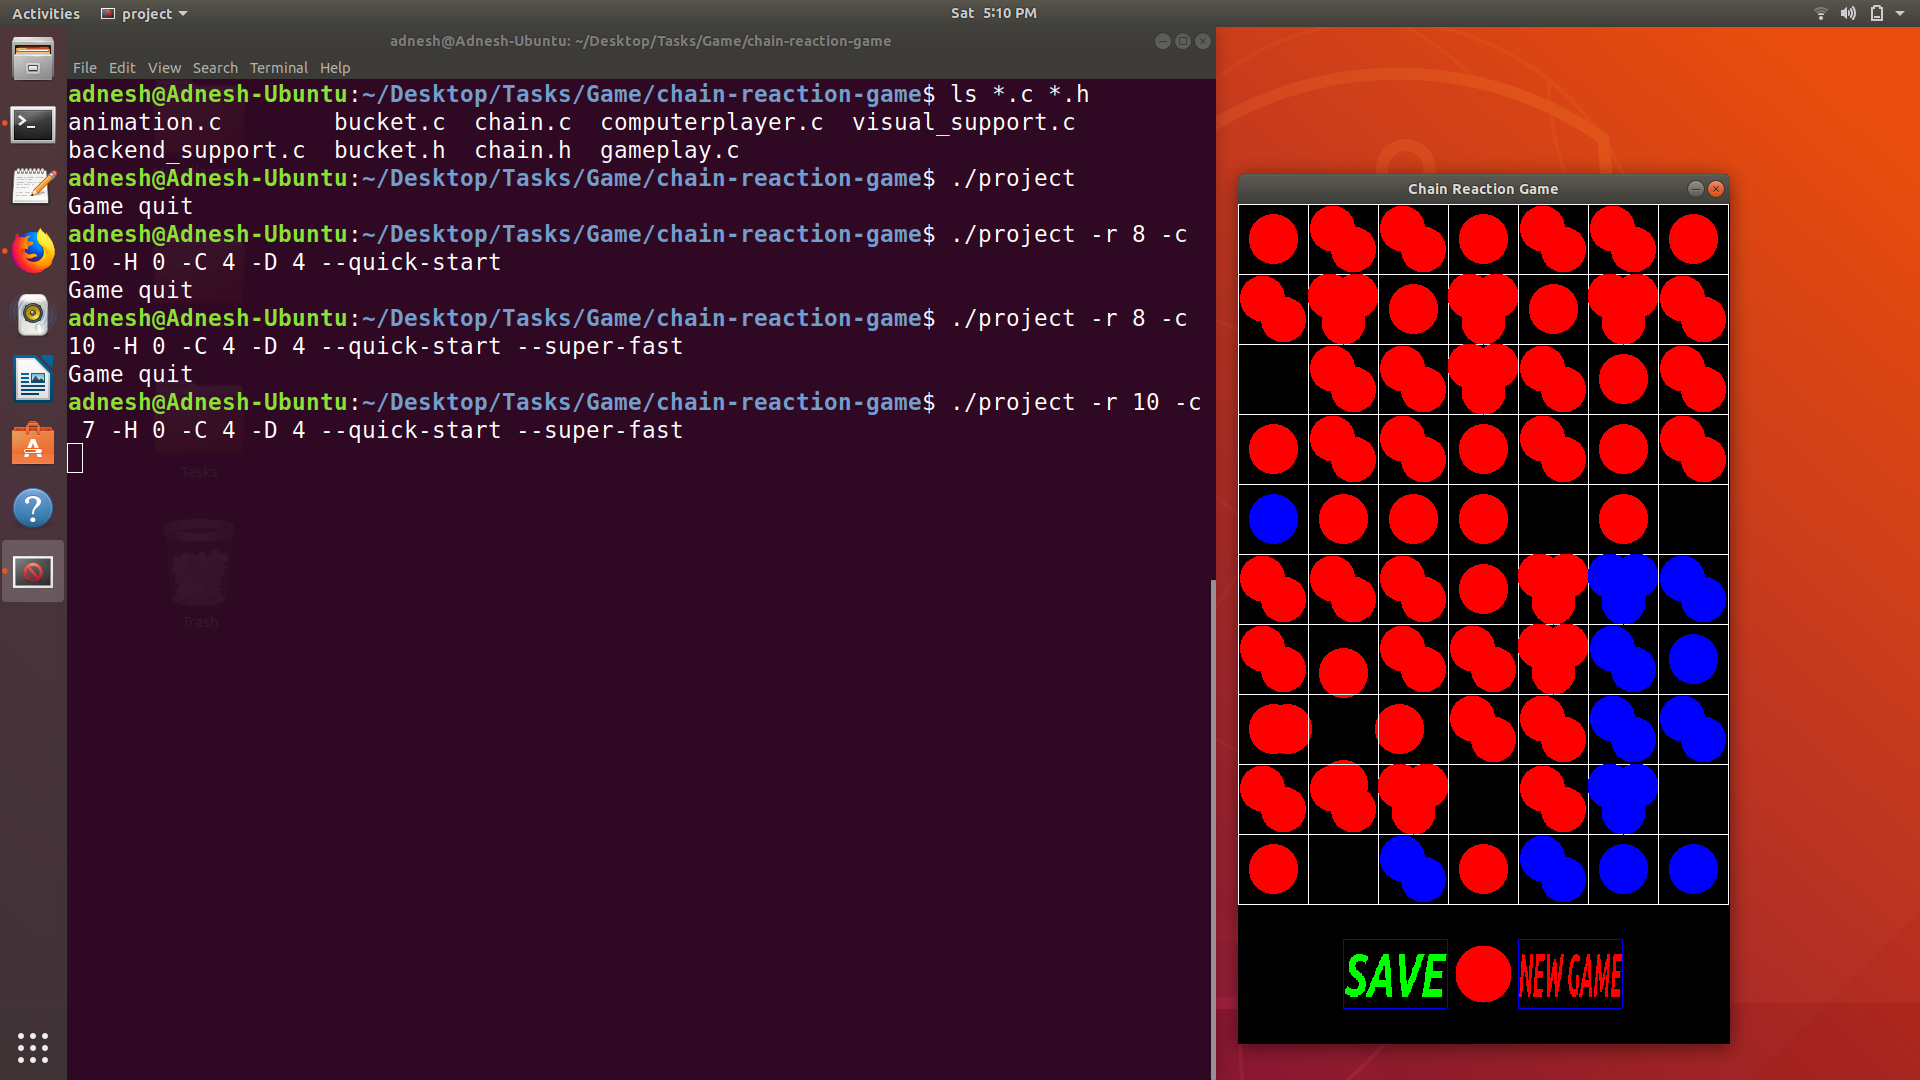 Activities project Sat 5:10 PM
adnesh@Adnesh-Ubuntu: ~/Desktop/Tasks/Game/chain-reaction-game
File Edit View Search Terminal Help
adnesh@Adnesh-Ubuntu:~/Desktop/Tasks/Game/chain-reaction-game$ ls *.c *.h
animation.c bucket.c chain.c computerplayer.c visual_support.c
backend_support.c bucket.h chain.h gameplay.c
adnesh@Adnesh-Ubuntu:~/Desktop/Tasks/Game/chain-reaction-game$ ./project
Game quit
adnesh@Adnesh-Ubuntu:~/Desktop/Tasks/Game/chain-reaction-game$ ./project -r 8 -c
10 -H 0 -C 4 -D 4 --quick-start
Game quit
adnesh@Adnesh-Ubuntu:~/Desktop/Tasks/Game/chain-reaction-game$ ./project -r 8 -c
10 -H 0 -C 4 -D 4 --quick-start --super-fast
Game quit
adnesh@Adnesh-Ubuntu:~/Desktop/Tasks/Game/chain-reaction-game$ ./project -r 10 -c
7 -H 0 -C 4 -D 4 --quick-start --super-fast
Tasks
Trash
Chain Reaction Game
SAVE NEW GAME